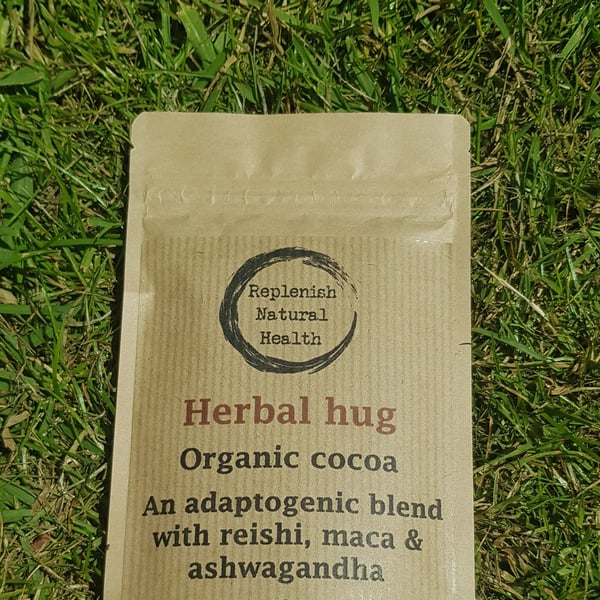 Replenish
Natural
Health
Herbal hug
Organic cocoa
An adaptogenic blend
with reishi, maca &
ashwagandha